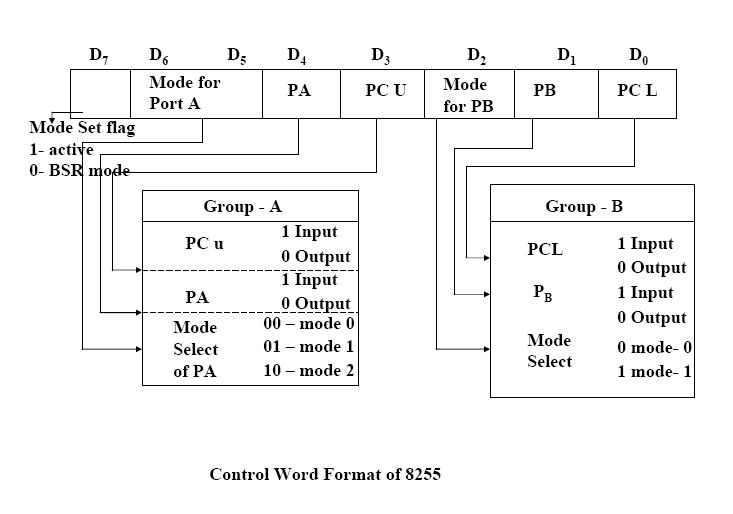 D7 D6 D5 D4 D3 D2 D1 D0
Mode for Port A
PA
PC U
Mode for PB
PB
PC L
Mode Set flag
1- active
0- BSR mode
Group - A
PC u
1 Input
0 Output
PA
1 Input
0 Output
Mode Select of PA
00 – mode 0
01 – mode 1
10 – mode 2
Group - B
PCL
1 Input
0 Output
PB
1 Input
0 Output
Mode Select
0 mode- 0
1 mode- 1
Control Word Format of 8255